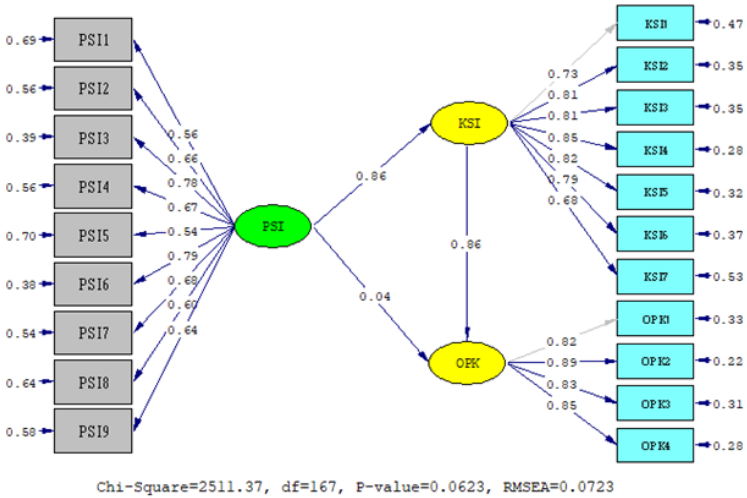 0.69 PSI1
0.56 PSI2
0.39 PSI3
0.56 PSI4
0.70 PSI5
0.38 PSI6
0.54 PSI7
0.64 PSI8
0.58 PSI9
0.56
0.66
0.78
0.67
0.54
0.79
0.68
0.60
0.64
PSI
0.86
0.04
KSI
0.86
OPK
0.73
0.81
0.81
0.85
0.82
0.79
0.68
0.82
0.89
0.83
0.85
KSI1 0.47
KSI2 0.35
KSI3 0.35
KSI4 0.28
KSI5 0.32
KSI6 0.37
KSI7 0.53
OPK1 0.33
OPK2 0.22
OPK3 0.31
OPK4 0.28
Chi-Square=2511.37, df=167, P-value=0.0623, RMSEA=0.0723